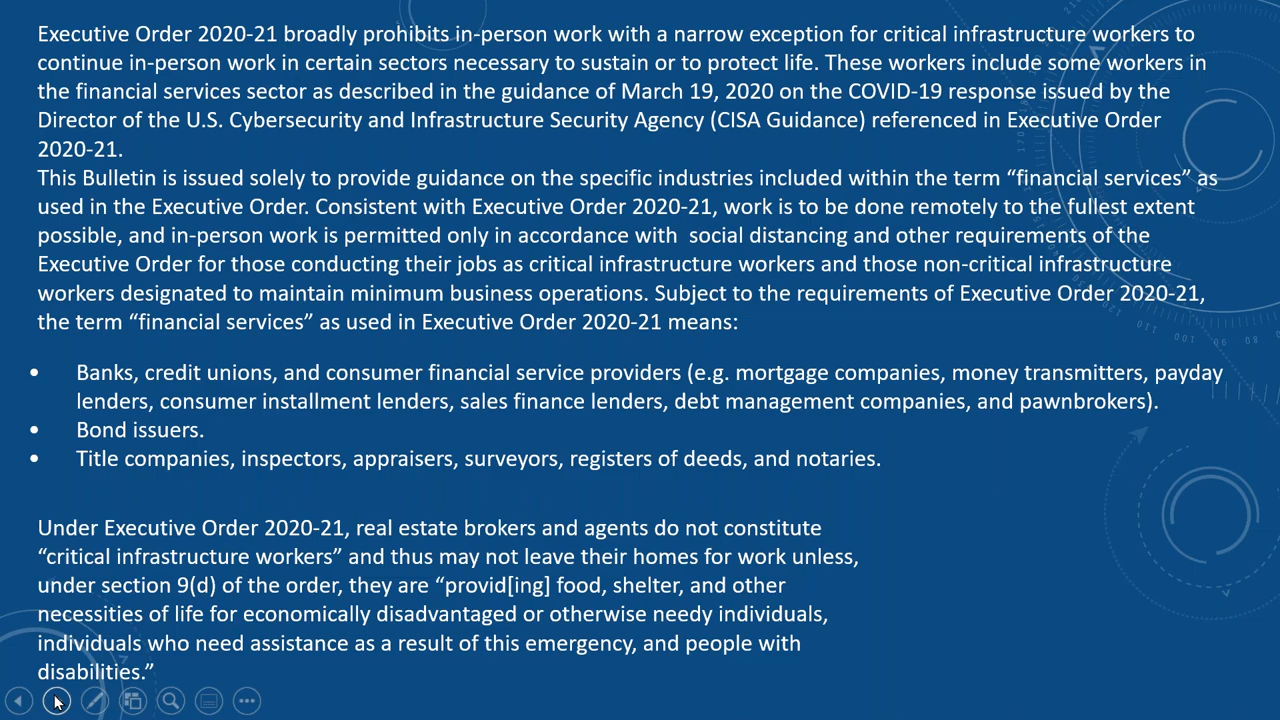 Executive Order 2020-21 broadly prohibits in-person work with a narrow exception for critical infrastructure workers to
continue in-person work in certain sectors necessary to sustain or to protect life. These workers include some workers in
the financial services sector as described in the guidance of March 19, 2020 on the COVID-19 response issued by the
Director of the U.S. Cybersecurity and Infrastructure Security Agency (CISA Guidance) referenced in Executive Order
2020-21.
This Bulletin is issued solely to provide guidance on the specific industries included within the term “financial services” as
used in the Executive Order. Consistent with Executive Order 2020-21, work is to be done remotely to the fullest extent
possible, and in-person work is permitted only in accordance with  social distancing and other requirements of the
Executive Order for those conducting their jobs as critical infrastructure workers and those non-critical infrastructure
workers designated to maintain minimum business operations. Subject to the requirements of Executive Order 2020-21,
the term “financial services” as used in Executive Order 2020-21 means:
• Banks, credit unions, and consumer financial service providers (e.g. mortgage companies, money transmitters, payday
lenders, consumer installment lenders, sales finance lenders, debt management companies, and pawnbrokers).
• Bond issuers.
• Title companies, inspectors, appraisers, surveyors, registers of deeds, and notaries.
Under Executive Order 2020-21, real estate brokers and agents do not constitute
“critical infrastructure workers” and thus may not leave their homes for work unless,
under section 9(d) of the order, they are “provid[ing] food, shelter, and other
necessities of life for economically disadvantaged or otherwise needy individuals,
individuals who need assistance as a result of this emergency, and people with
disabilities.”